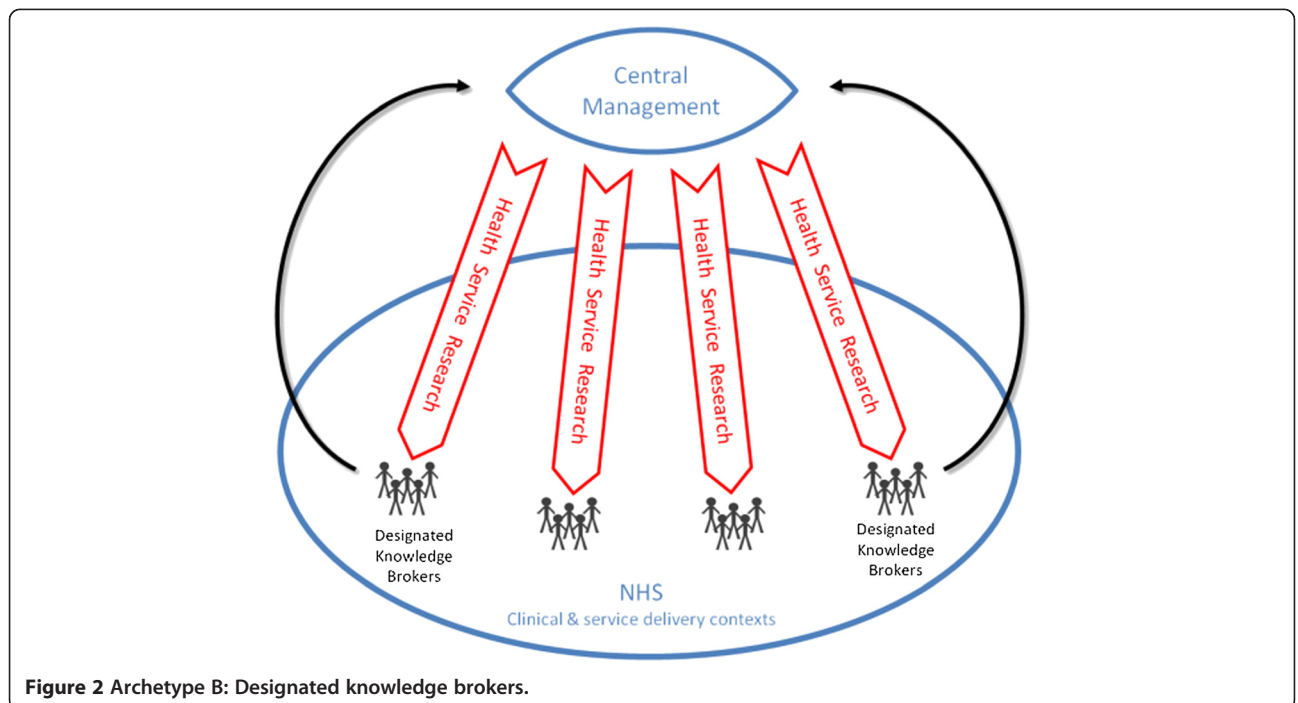 Central
Management
Health Service Research
Health Service Research
Health Service Research
Health Service Research
Designated
Knowledge
Brokers
Designated
Knowledge
Brokers
NHS
Clinical & service delivery contexts
Figure 2 Archetype B: Designated knowledge brokers.